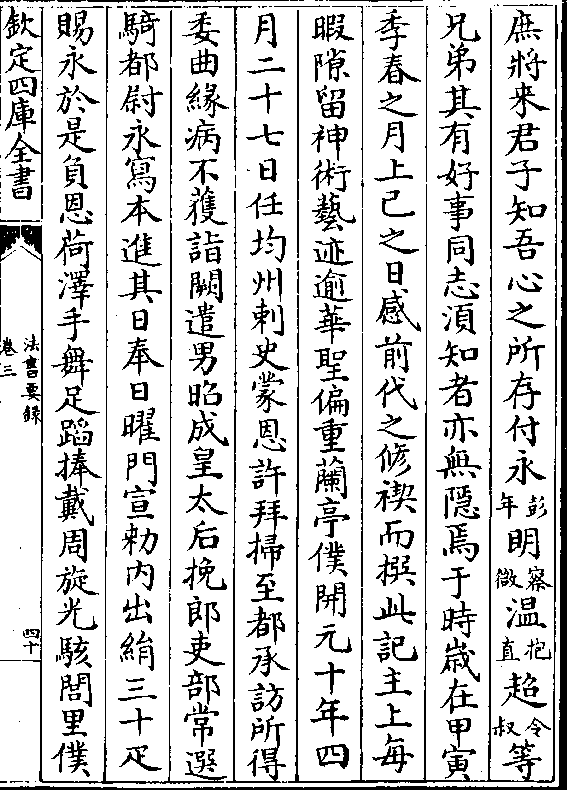 庶將来君子知吾心之所存付永彭年明察微温抱直超令叔等
兄弟其有好事同志須知者亦無隱焉于時歳在甲寅
季春之月上巳之日感前代之修禊而撰此記主上每
暇隙留神術藝迹逾華聖偏重蘭亭僕開元十年四
月二十七日任均州刺史蒙恩許拜掃至都承訪所得
委曲緣病不獲詣闕遣男昭成皇太后挽郎吏部常選
騎都尉永寫本進其日奉日曜門宣勅内出絹三十疋
賜永於是負恩荷澤手舞足蹈捧戴周旋光駭閭里僕
欽定四庫全書
法書要錄
卷三
四十